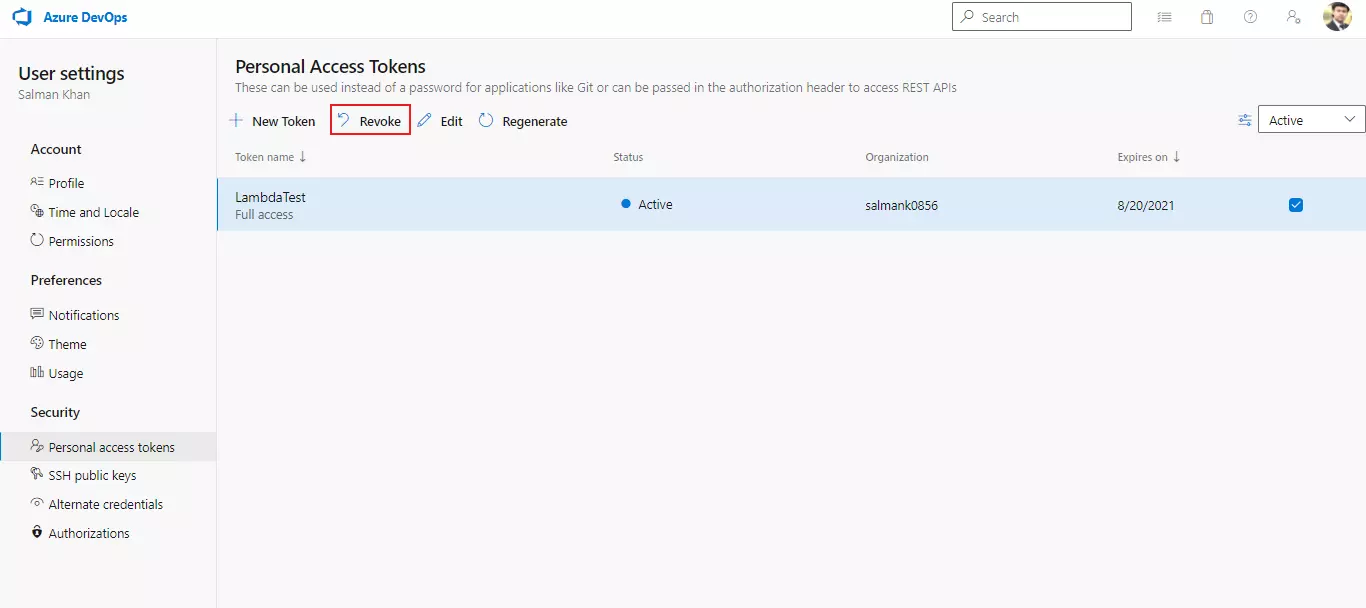 Azure DevOps
Search
User settings
Salman Khan
Account
Profile
Time and Locale
Permissions
Preferences
Notifications
Theme
Usage
Security
Personal access tokens
SSH public keys
Alternate credentials
Authorizations
Personal Access Tokens
These can be used instead of a password for applications like Git or can be passed in the authorization header to access REST APIs
New Token Revoke Edit Regenerate Active
Token name Status Organization Expires on
LambdaTest Active salmank0856 8/20/2021
Full access